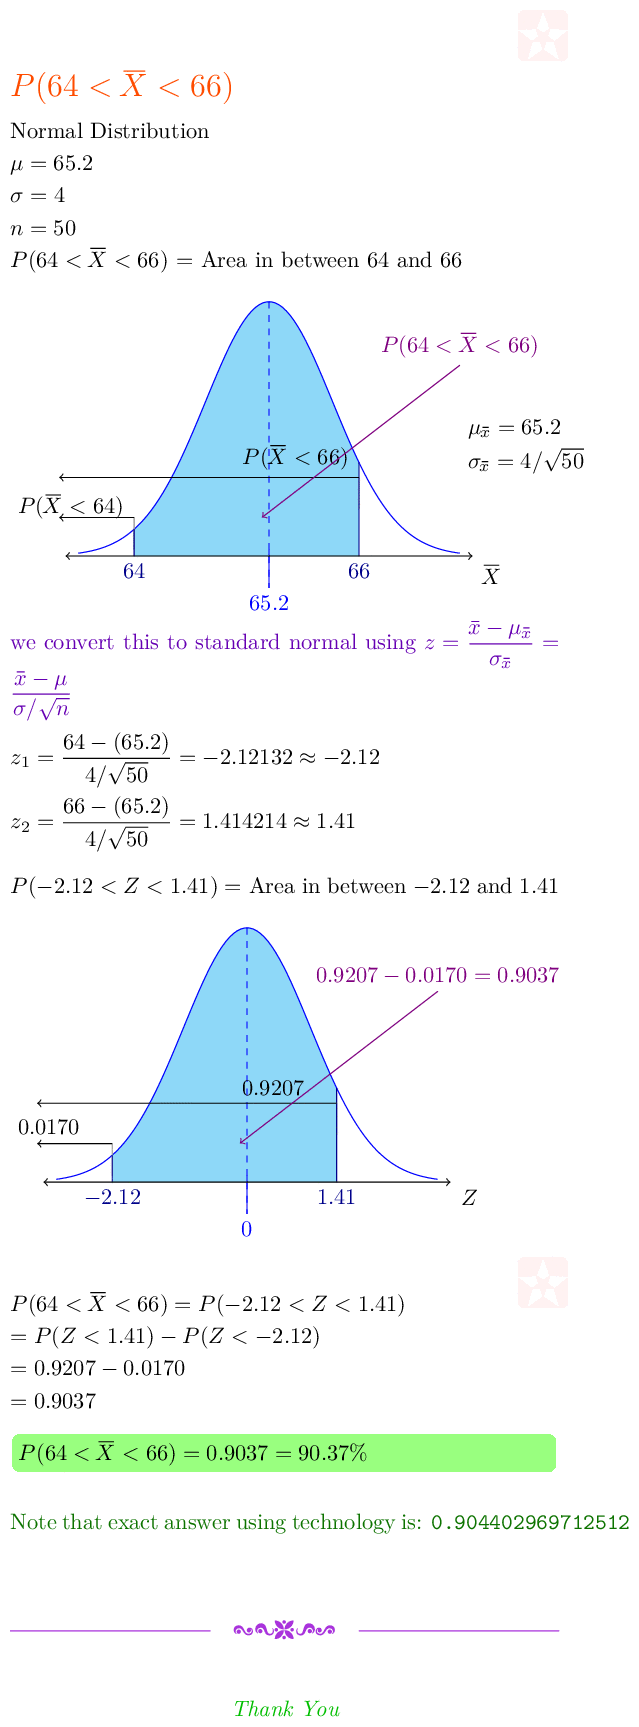 P(64 < X̅ < 66)
Normal Distribution
μ = 65.2
σ = 4
n = 50
P(64 < X̅ < 66) = Area in between 64 and 66
P(64 < X̅ < 66)
μ_x̄ = 65.2
σ_x̄ = 4/√50
P(X̅ < 66)
P(X̅ < 64)
64
66
X̅
65.2
we convert this to standard normal using z = (x̄ − μ_x̄)/σ_x̄ =
(x̄ − μ)/(σ/√n)
z₁ = (64 − (65.2))/(4/√50) = −2.12132 ≈ −2.12
z₂ = (66 − (65.2))/(4/√50) = 1.414214 ≈ 1.41
P(−2.12 < Z < 1.41) = Area in between −2.12 and 1.41
0.9207 − 0.0170 = 0.9037
0.9207
0.0170
−2.12
1.41
Z
0
P(64 < X̅ < 66) = P(−2.12 < Z < 1.41)
= P(Z < 1.41) − P(Z < −2.12)
= 0.9207 − 0.0170
= 0.9037
P(64 < X̅ < 66) = 0.9037 = 90.37%
Note that exact answer using technology is: 0.904402969712512
Thank You